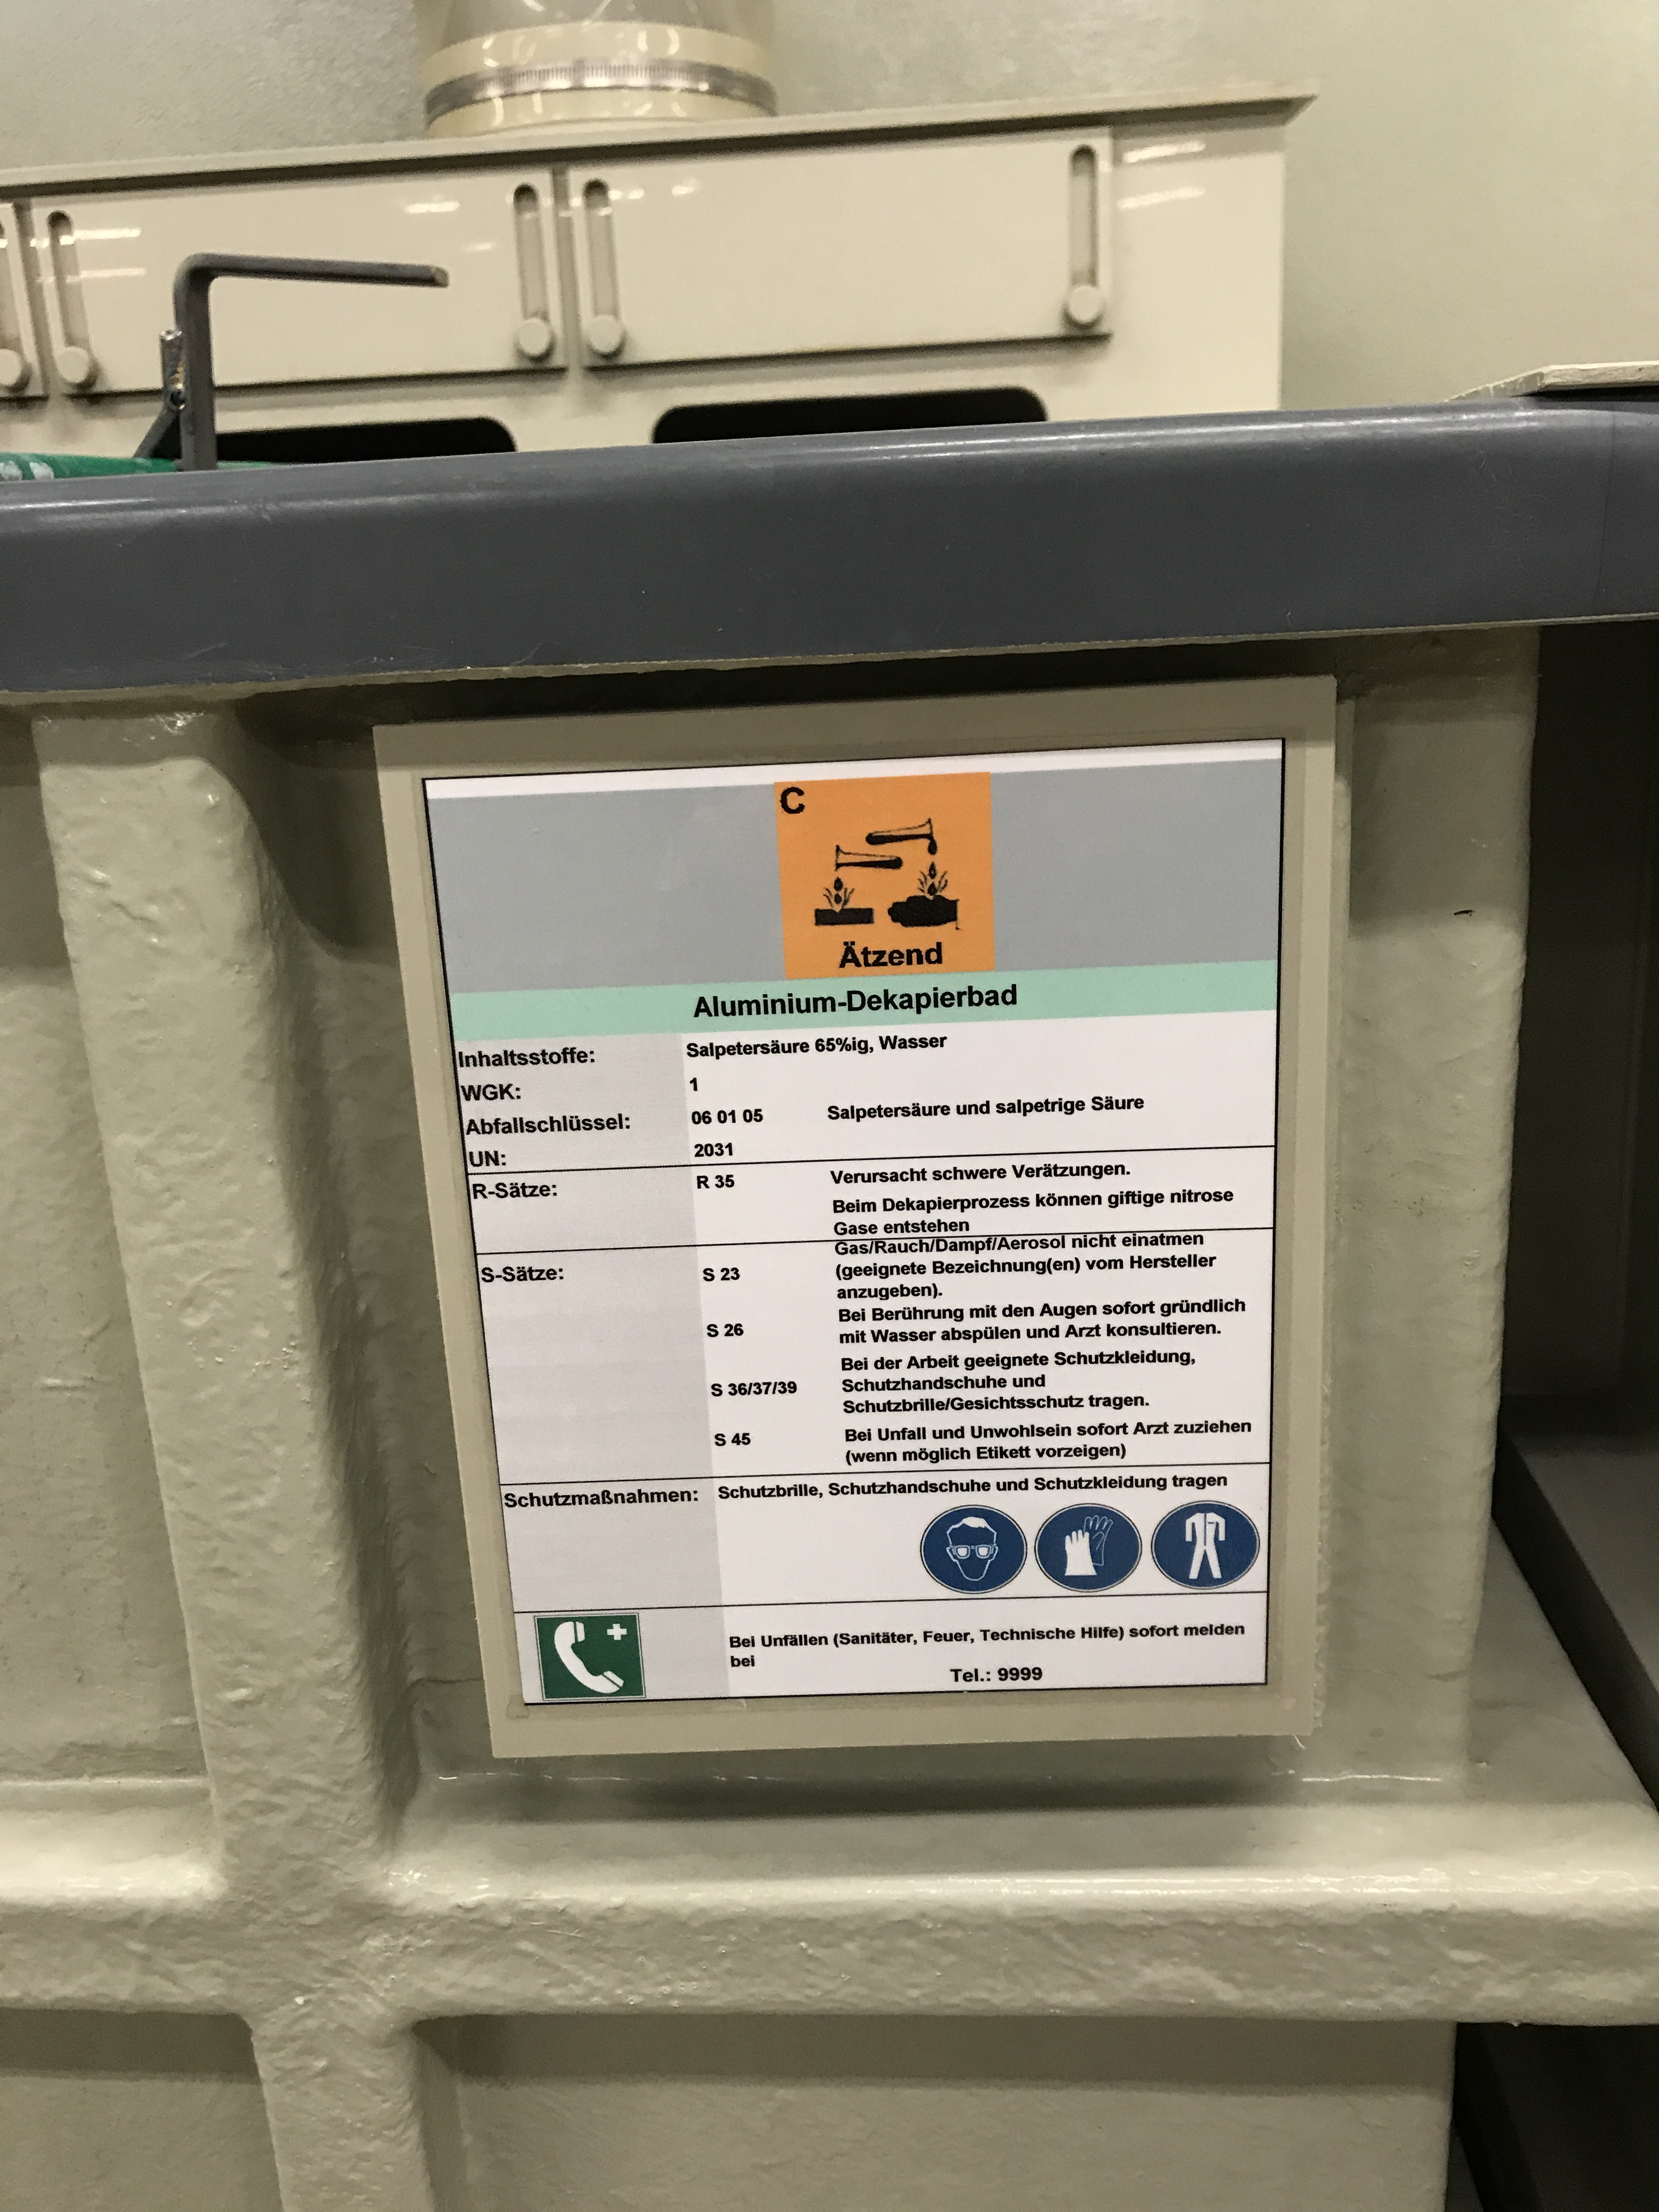 C
Ätzend
Aluminium-Dekapierbad
Inhaltsstoffe: Salpetersäure 65%ig, Wasser
WGK: 1
Abfallschlüssel: 06 01 05 Salpetersäure und salpetrige Säure
UN: 2031
R-Sätze: R 35 Verursacht schwere Verätzungen.
Beim Dekapierprozess können giftige nitrose
Gase entstehen
Gas/Rauch/Dampf/Aerosol nicht einatmen
S-Sätze: S 23 (geeignete Bezeichnung(en) vom Hersteller
anzugeben).
S 26 Bei Berührung mit den Augen sofort gründlich
mit Wasser abspülen und Arzt konsultieren.
Bei der Arbeit geeignete Schutzkleidung,
S 36/37/39 Schutzhandschuhe und
Schutzbrille/Gesichtsschutz tragen.
S 45 Bei Unfall und Unwohlsein sofort Arzt zuziehen
(wenn möglich Etikett vorzeigen)
Schutzmaßnahmen: Schutzbrille, Schutzhandschuhe und Schutzkleidung tragen
Bei Unfällen (Sanitäter, Feuer, Technische Hilfe) sofort melden
bei
Tel.: 9999